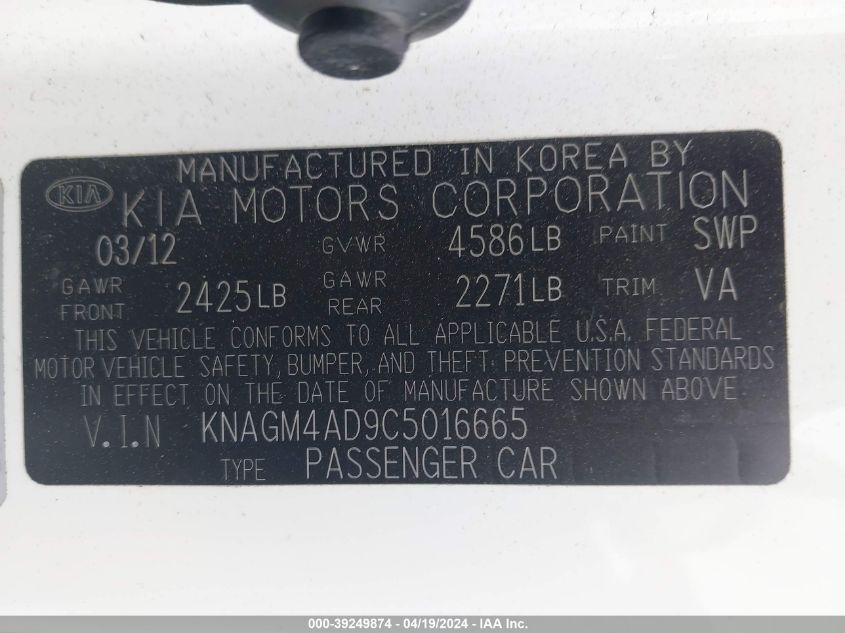 MANUFACTURED IN KOREA BY
KIA KIA MOTORS CORPORATION
03/12 GVWR 4586LB PAINT SWP
GAWR FRONT 2425LB GAWR REAR 2271LB TRIM VA
THIS VEHICLE CONFORMS TO ALL APPLICABLE U.S.A. FEDERAL
MOTOR VEHICLE SAFETY, BUMPER, AND THEFT PREVENTION STANDARDS
IN EFFECT ON THE DATE OF MANUFACTURE SHOWN ABOVE
V.I.N KNAGM4AD9C5016665
TYPE PASSENGER CAR
000-39249874 - 04/19/2024 - IAA Inc.